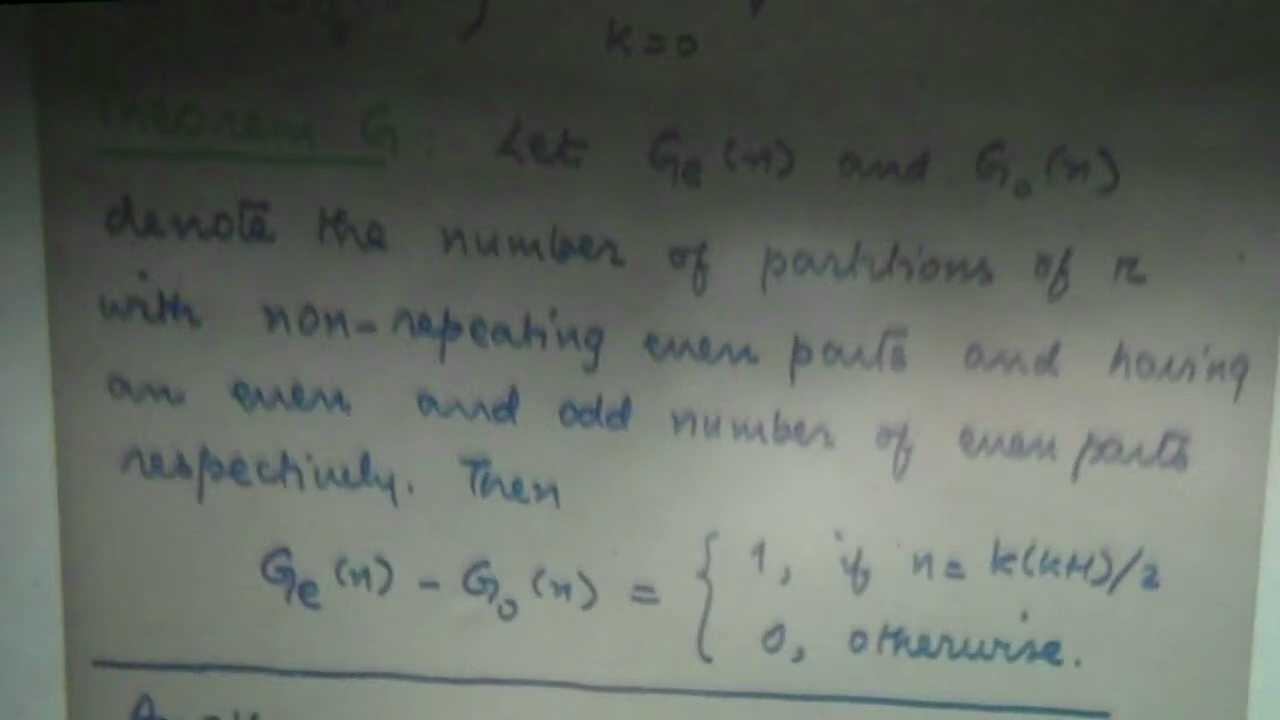 k=0
Theorem G: Let Ge(n) and Go(n)
denote the number of partitions of n
with non-repeating even parts and having
an even and odd number of even parts
respectively. Then
Ge(n) - Go(n) = { 1, if n = k(k+1)/2
0, otherwise.